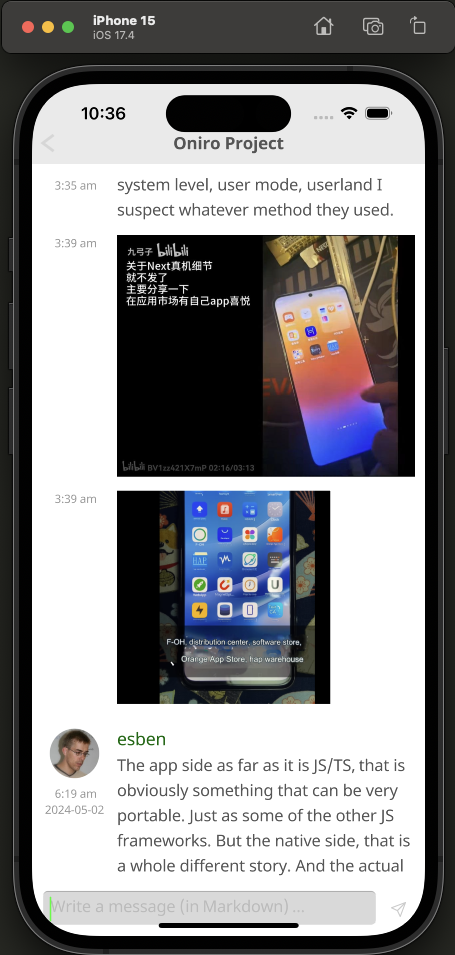 iPhone 15
iOS 17.4
10:36
Oniro Project
3:35 am
system level, user mode, userland I
suspect whatever method they used.
3:39 am
九弓子 bilibili
关于Next真机细节
就不发了
主要分享一下
在应用市场有自己app喜悦
bilibili BV1zz421X7mP 02:16/03:13
3:39 am
F-OH, distribution center, software store,
Orange App Store, hap warehouse
esben
6:19 am
2024-05-02
The app side as far as it is JS/TS, that is
obviously something that can be very
portable. Just as some of the other JS
frameworks. But the native side, that is
a whole different story. And the actual
Write a message (in Markdown) ...